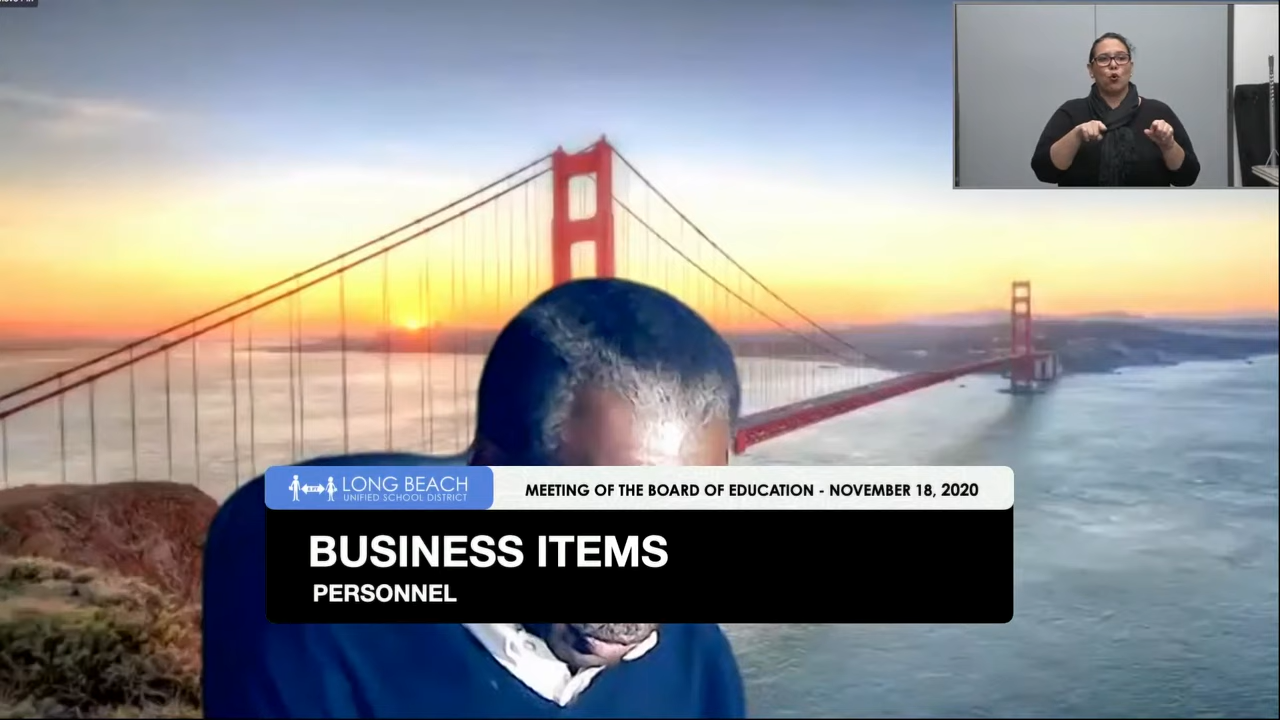 LONG BEACH
UNIFIED SCHOOL DISTRICT
MEETING OF THE BOARD OF EDUCATION - NOVEMBER 18, 2020
BUSINESS ITEMS
PERSONNEL